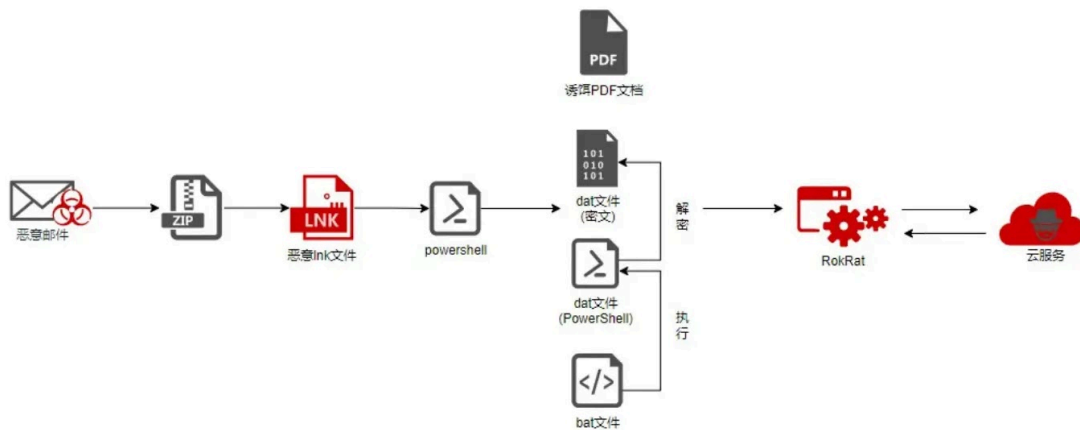 PDF
诱饵PDF文档
101
010
101
dat文件
(密文)
解
密
恶意邮件
ZIP
LNK
恶意lnk文件
powershell
dat文件
(PowerShell)
执
行
</>
bat文件
RokRat
云服务